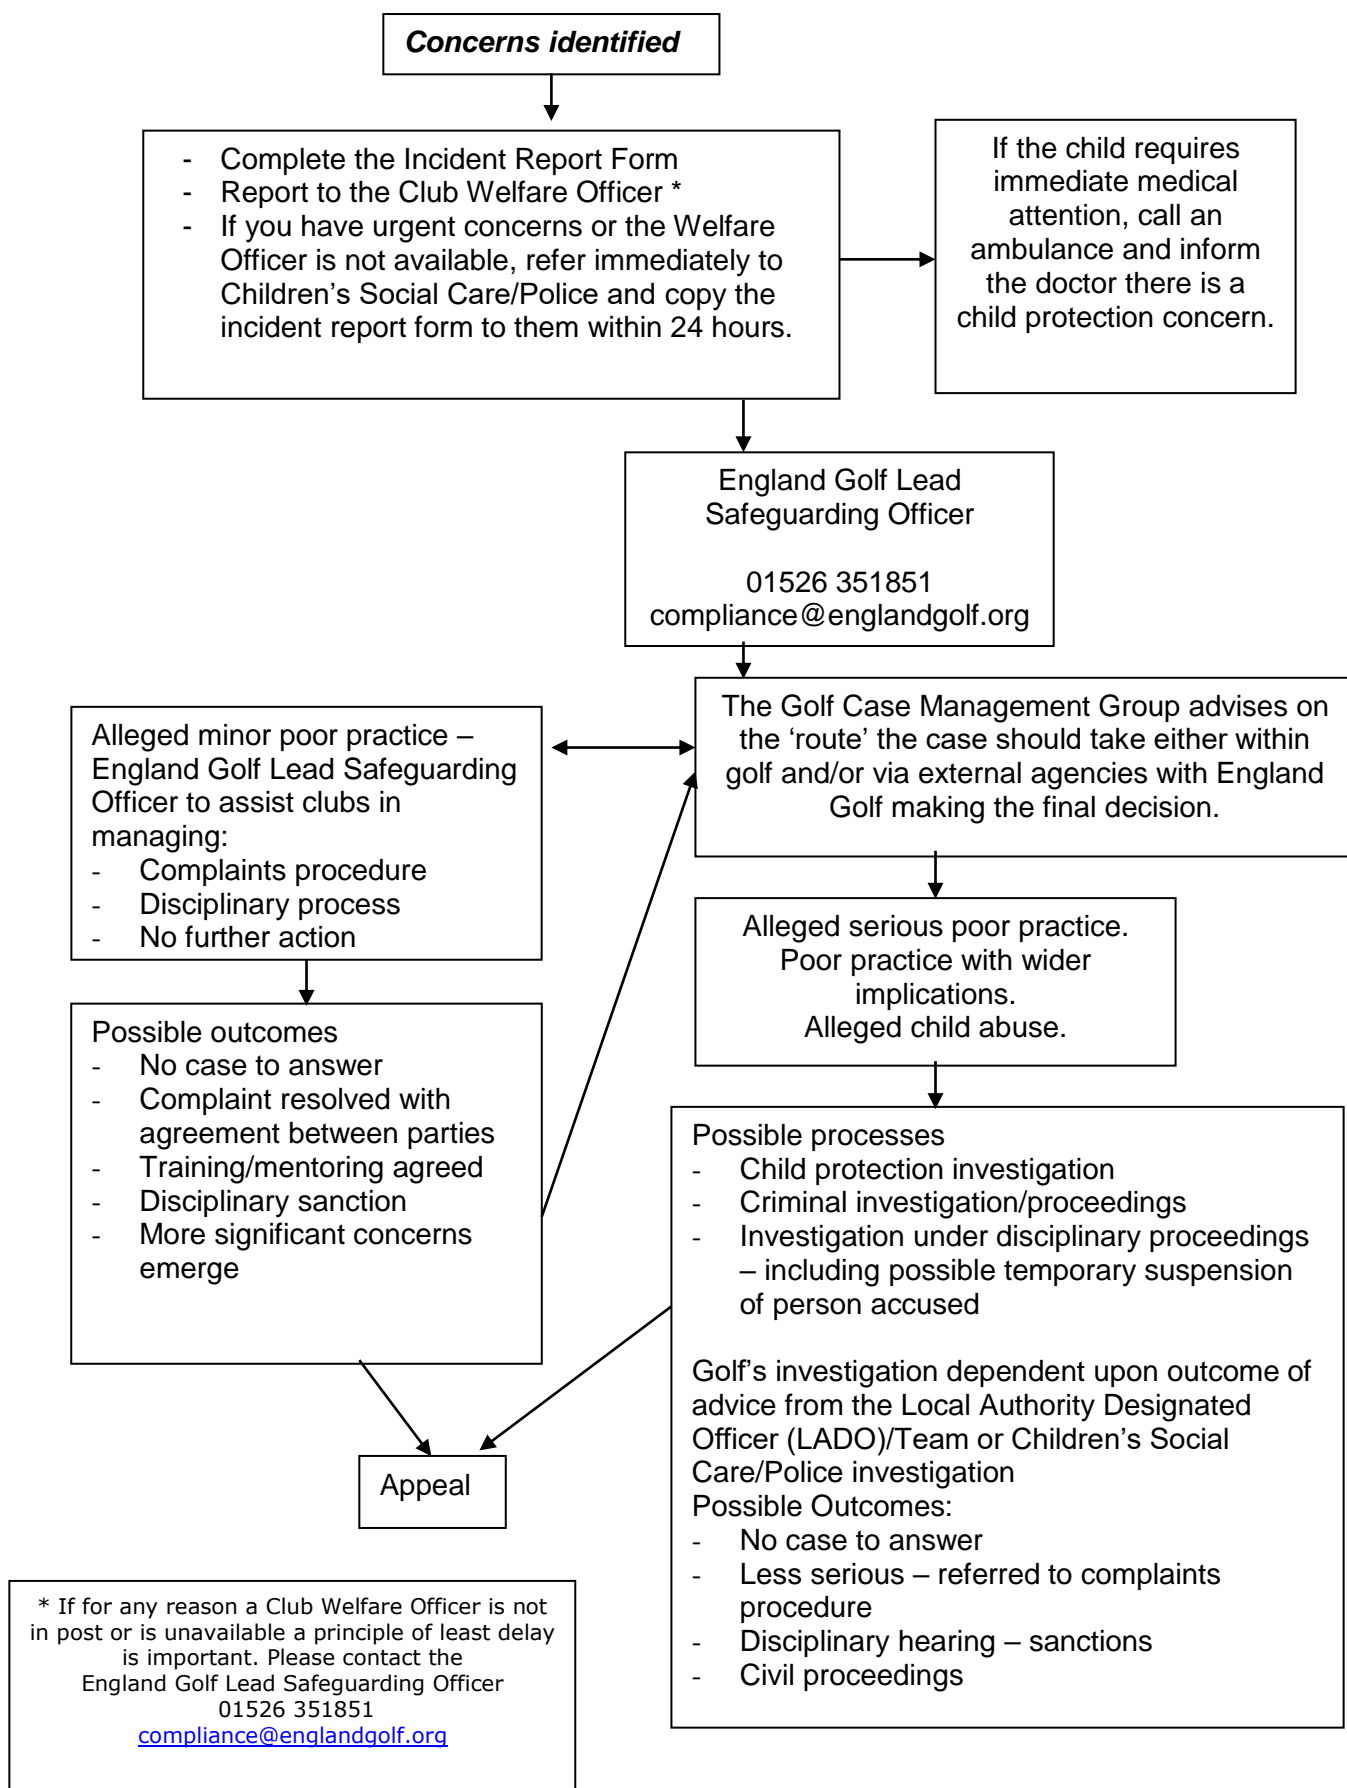 Concerns identified
- Complete the Incident Report Form
- Report to the Club Welfare Officer *
- If you have urgent concerns or the Welfare
Officer is not available, refer immediately to
Children’s Social Care/Police and copy the
incident report form to them within 24 hours.
If the child requires
immediate medical
attention, call an
ambulance and inform
the doctor there is a
child protection concern.
England Golf Lead
Safeguarding Officer
01526 351851
compliance@englandgolf.org
The Golf Case Management Group advises on
the ‘route’ the case should take either within
golf and/or via external agencies with England
Golf making the final decision.
Alleged minor poor practice –
England Golf Lead Safeguarding
Officer to assist clubs in
managing:
- Complaints procedure
- Disciplinary process
- No further action
Alleged serious poor practice.
Poor practice with wider
implications.
Alleged child abuse.
Possible outcomes
- No case to answer
- Complaint resolved with
agreement between parties
- Training/mentoring agreed
- Disciplinary sanction
- More significant concerns
emerge
Possible processes
- Child protection investigation
- Criminal investigation/proceedings
- Investigation under disciplinary proceedings
– including possible temporary suspension
of person accused
Golf’s investigation dependent upon outcome of
advice from the Local Authority Designated
Officer (LADO)/Team or Children’s Social
Care/Police investigation
Possible Outcomes:
- No case to answer
- Less serious – referred to complaints
procedure
- Disciplinary hearing – sanctions
- Civil proceedings
Appeal
* If for any reason a Club Welfare Officer is not
in post or is unavailable a principle of least delay
is important. Please contact the
England Golf Lead Safeguarding Officer
01526 351851
compliance@englandgolf.org